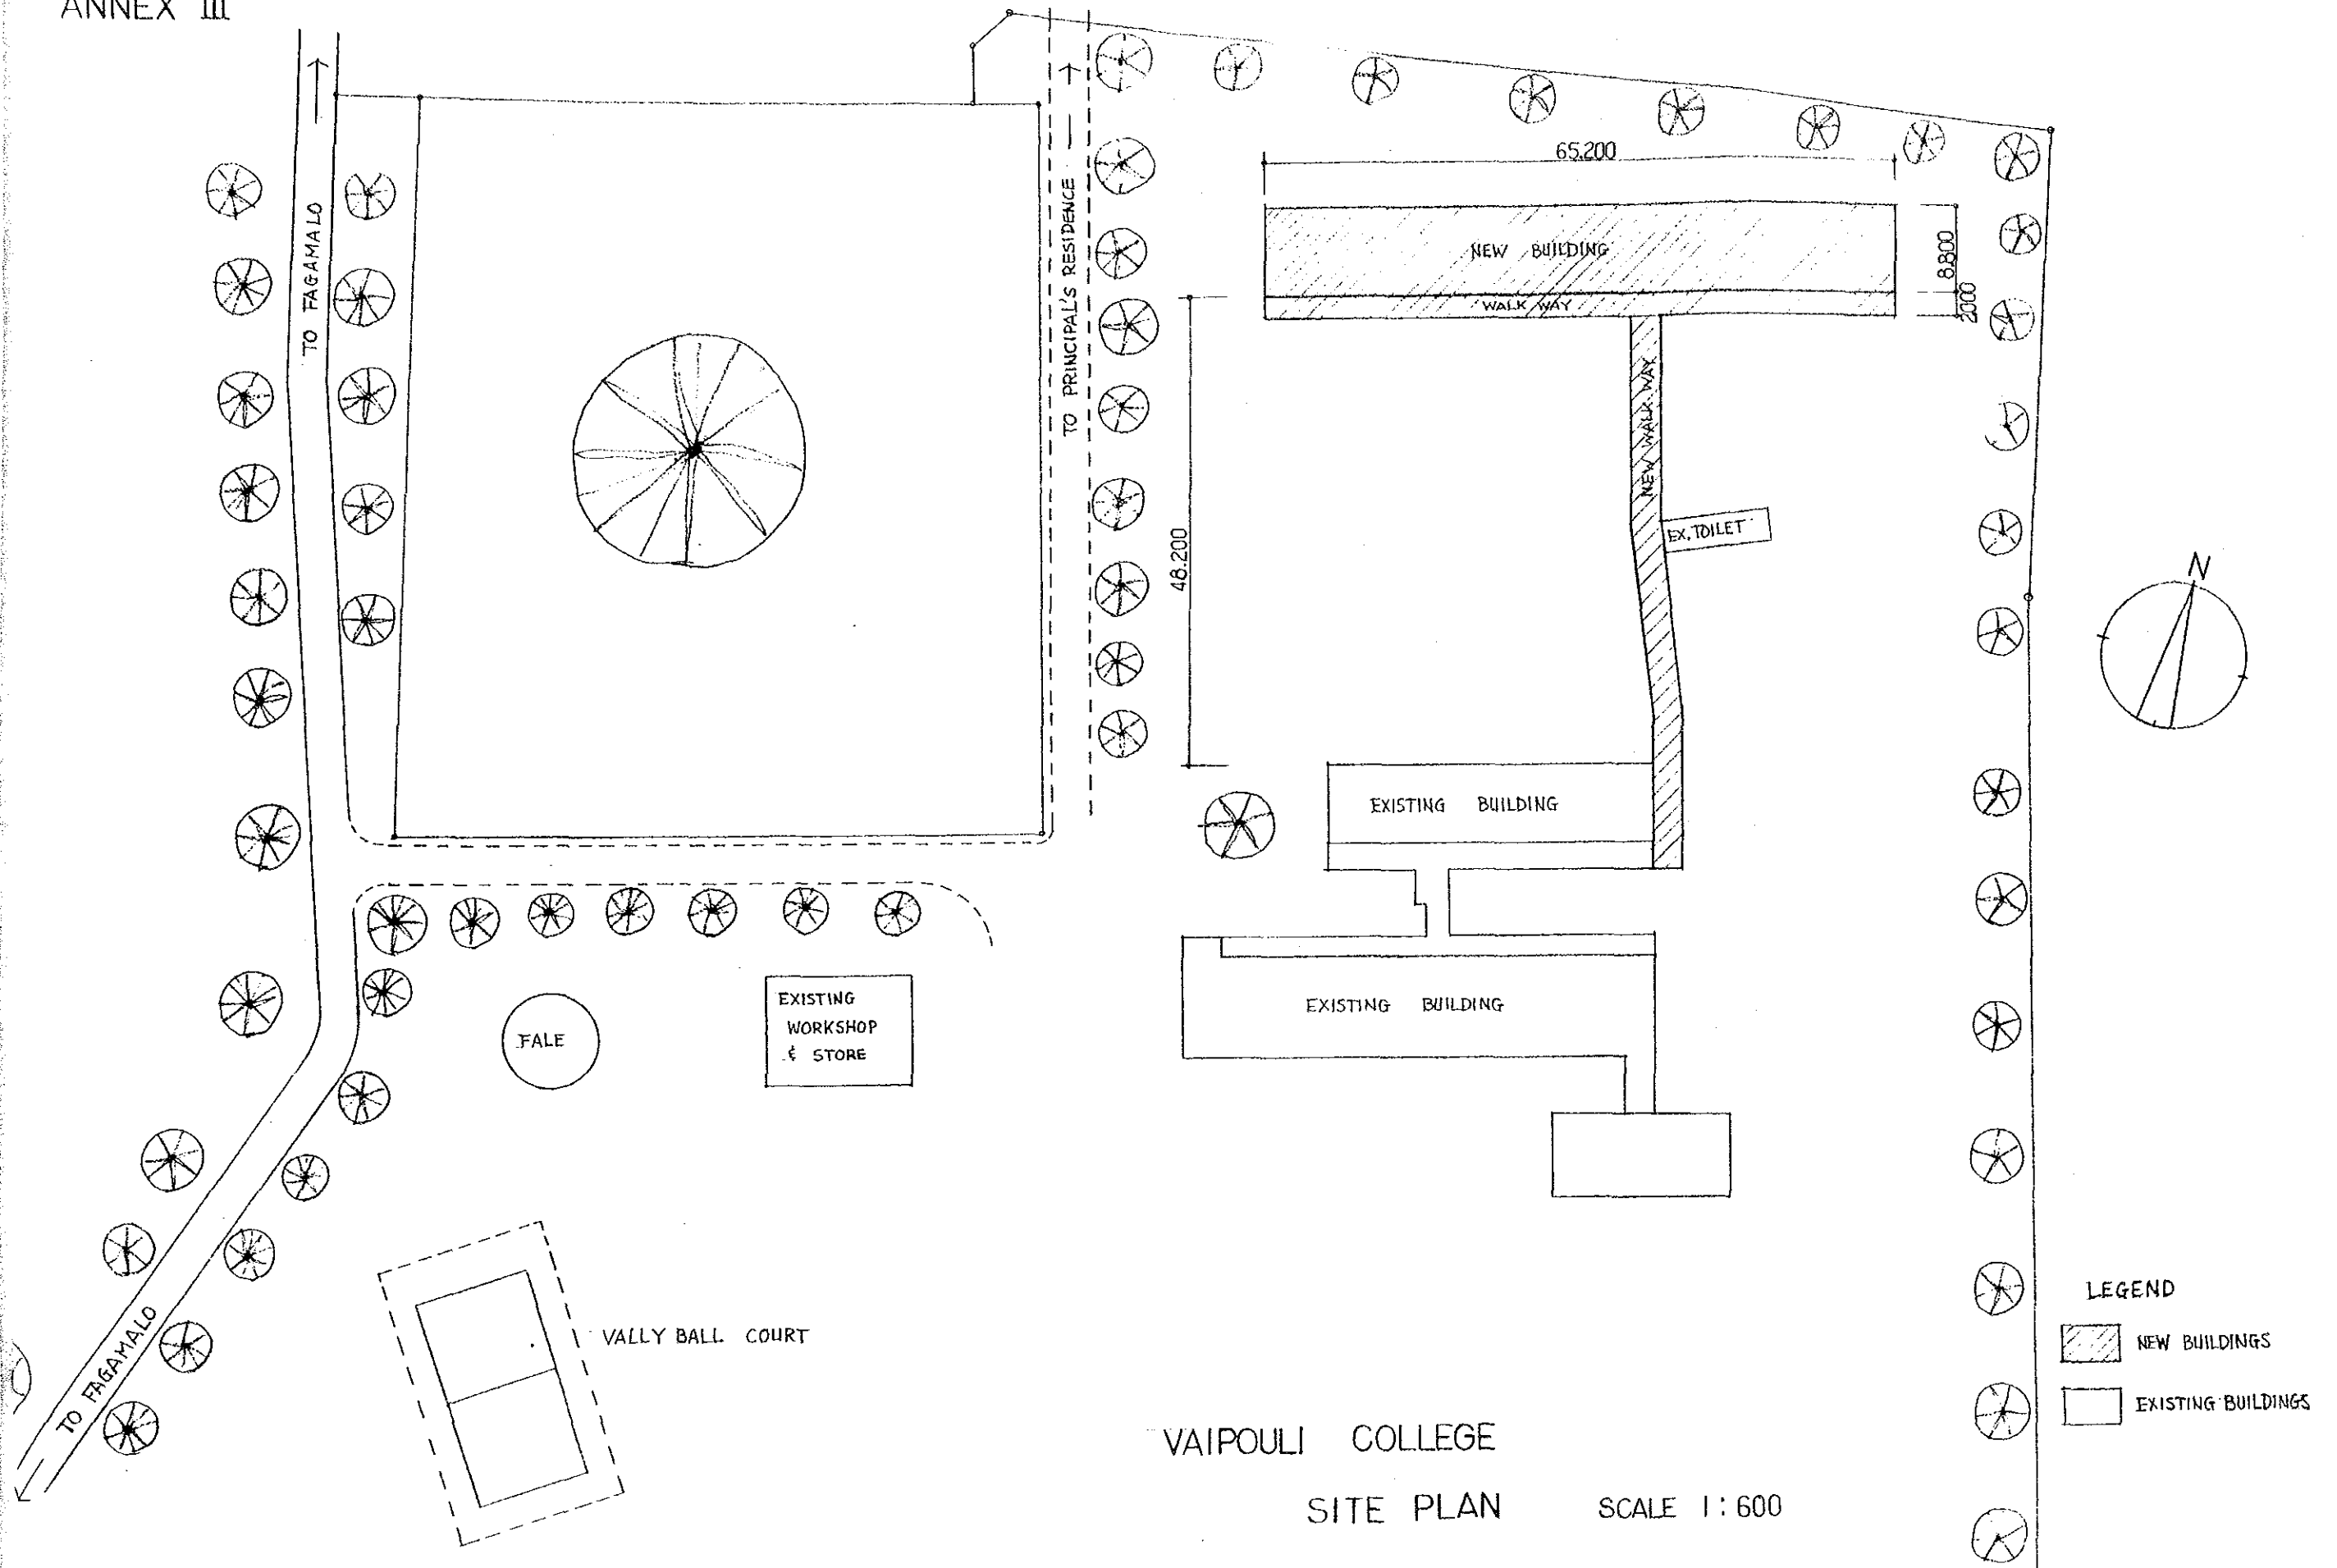 ANNEX III
TO FAGAMALO
TO PRINCIPAL'S RESIDENCE
65.200
NEW BUILDING
WALK WAY
8.800
2.000
NEW WALK WAY
48.200
EX. TOILET
N
EXISTING BUILDING
EXISTING BUILDING
FALE
EXISTING
WORKSHOP
& STORE
VALLY BALL COURT
TO FAGAMALO
LEGEND
NEW BUILDINGS
EXISTING BUILDINGS
VAIPOULI COLLEGE
SITE PLAN SCALE 1:600